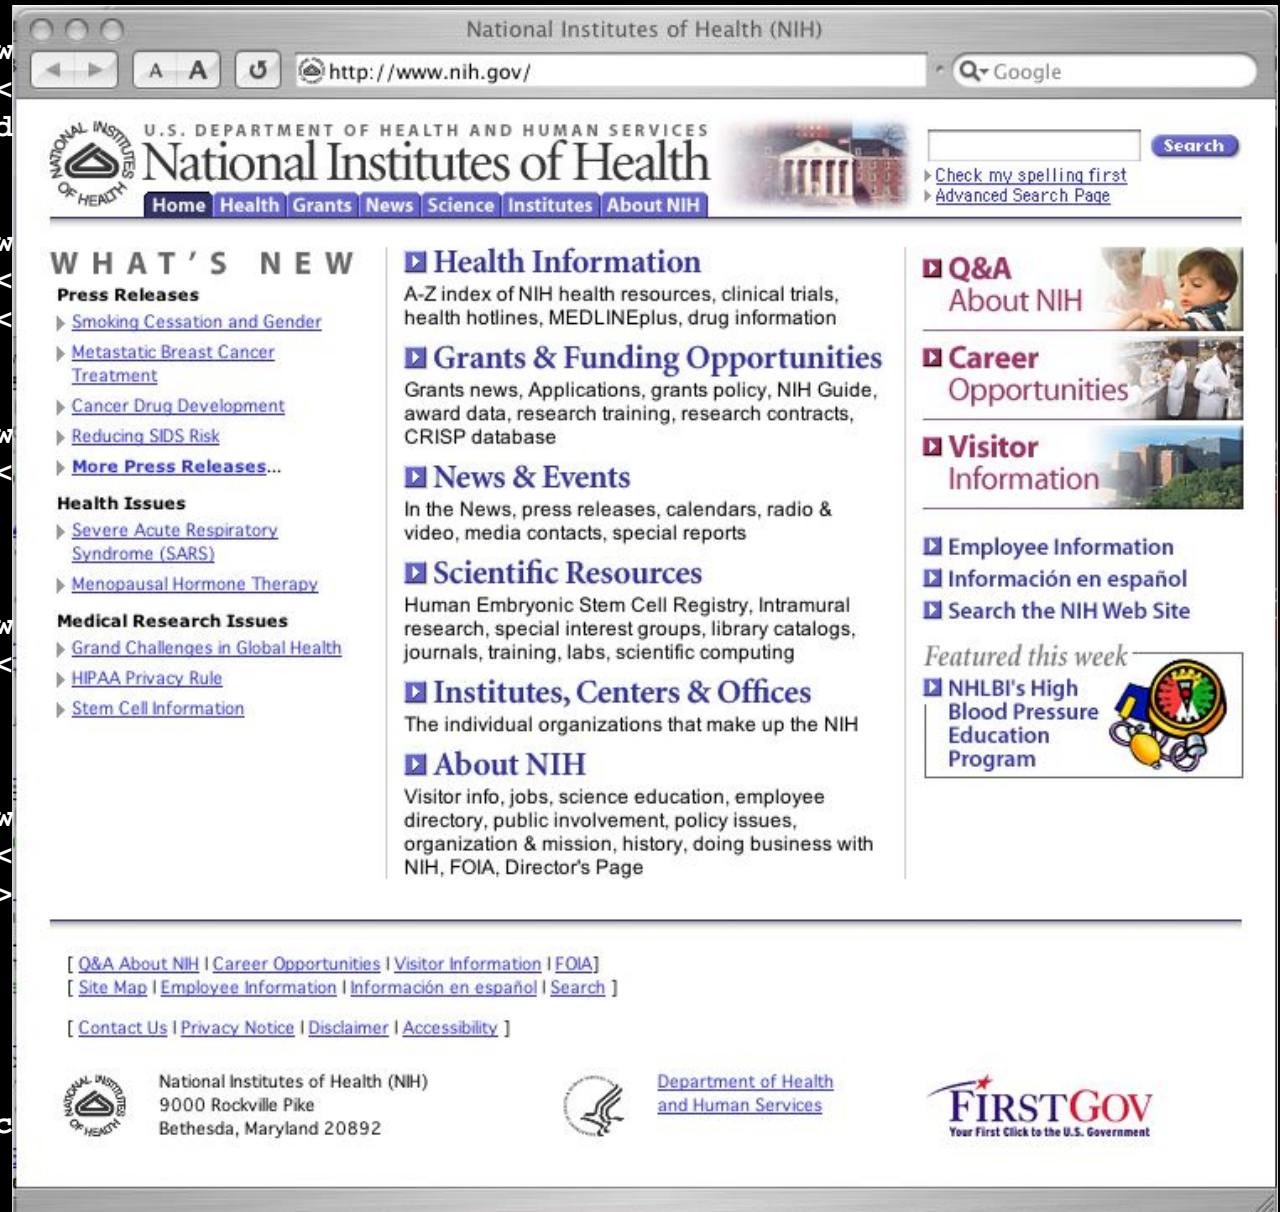 National Institutes of Health (NIH)
A A
http://www.nih.gov/
Google
NATIONAL INSTITUTES OF HEALTH
U.S. DEPARTMENT OF HEALTH AND HUMAN SERVICES
National Institutes of Health
Search
Check my spelling first
Advanced Search Page
Home Health Grants News Science Institutes About NIH
WHAT'S NEW
Press Releases
Smoking Cessation and Gender
Metastatic Breast Cancer
Treatment
Cancer Drug Development
Reducing SIDS Risk
More Press Releases...
Health Issues
Severe Acute Respiratory
Syndrome (SARS)
Menopausal Hormone Therapy
Medical Research Issues
Grand Challenges in Global Health
HIPAA Privacy Rule
Stem Cell Information
Health Information
A-Z index of NIH health resources, clinical trials,
health hotlines, MEDLINEplus, drug information
Grants & Funding Opportunities
Grants news, Applications, grants policy, NIH Guide,
award data, research training, research contracts,
CRISP database
News & Events
In the News, press releases, calendars, radio &
video, media contacts, special reports
Scientific Resources
Human Embryonic Stem Cell Registry, Intramural
research, special interest groups, library catalogs,
journals, training, labs, scientific computing
Institutes, Centers & Offices
The individual organizations that make up the NIH
About NIH
Visitor info, jobs, science education, employee
directory, public involvement, policy issues,
organization & mission, history, doing business with
NIH, FOIA, Director's Page
Q&A
About NIH
Career
Opportunities
Visitor
Information
Employee Information
Información en español
Search the NIH Web Site
Featured this week
NHLBI's High
Blood Pressure
Education
Program
[ Q&A About NIH | Career Opportunities | Visitor Information | FOIA]
[ Site Map | Employee Information | Información en español | Search ]
[ Contact Us | Privacy Notice | Disclaimer | Accessibility ]
NATIONAL INSTITUTES OF HEALTH
National Institutes of Health (NIH)
9000 Rockville Pike
Bethesda, Maryland 20892
Department of Health
and Human Services
FIRSTGOV
Your First Click to the U.S. Government